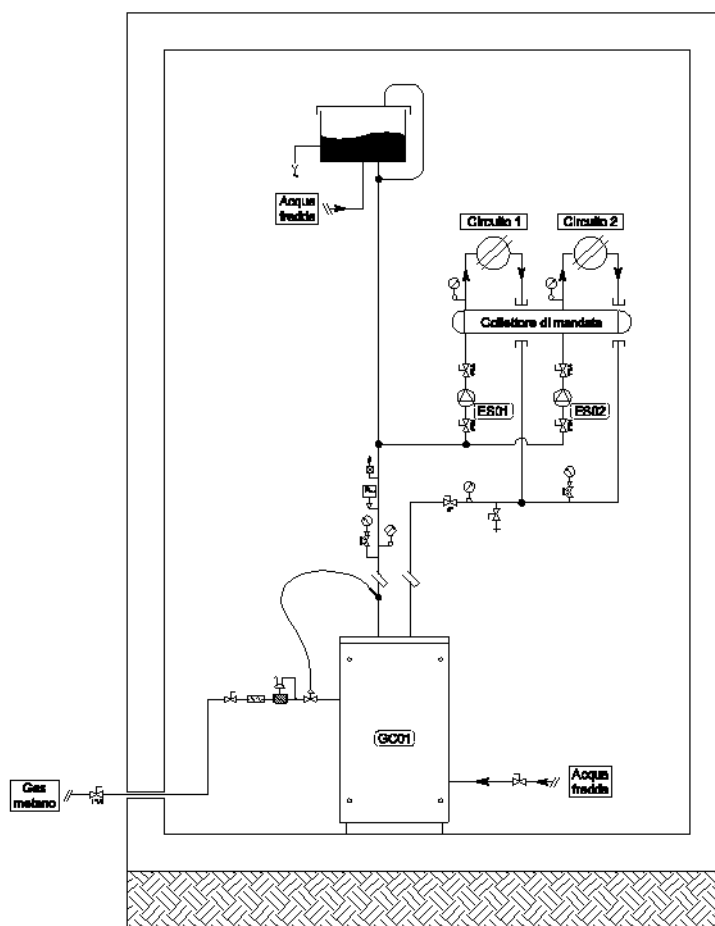 Acqua
fredda
Circuito 1
Circuito 2
Collettore di mandata
ES01
ES02
GC01
Gas
metano
Acqua
fredda